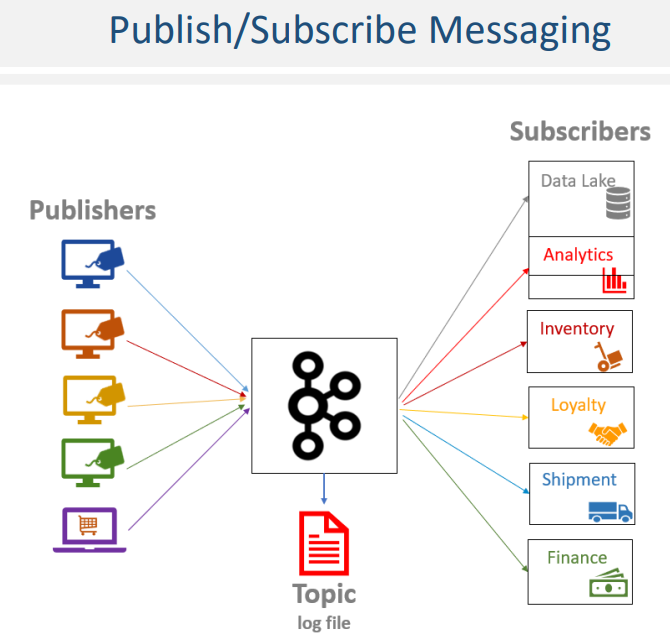 Publish/Subscribe Messaging
Subscribers
Data Lake
Publishers
Analytics
Inventory
Loyalty
Shipment
Finance
Topic
log file